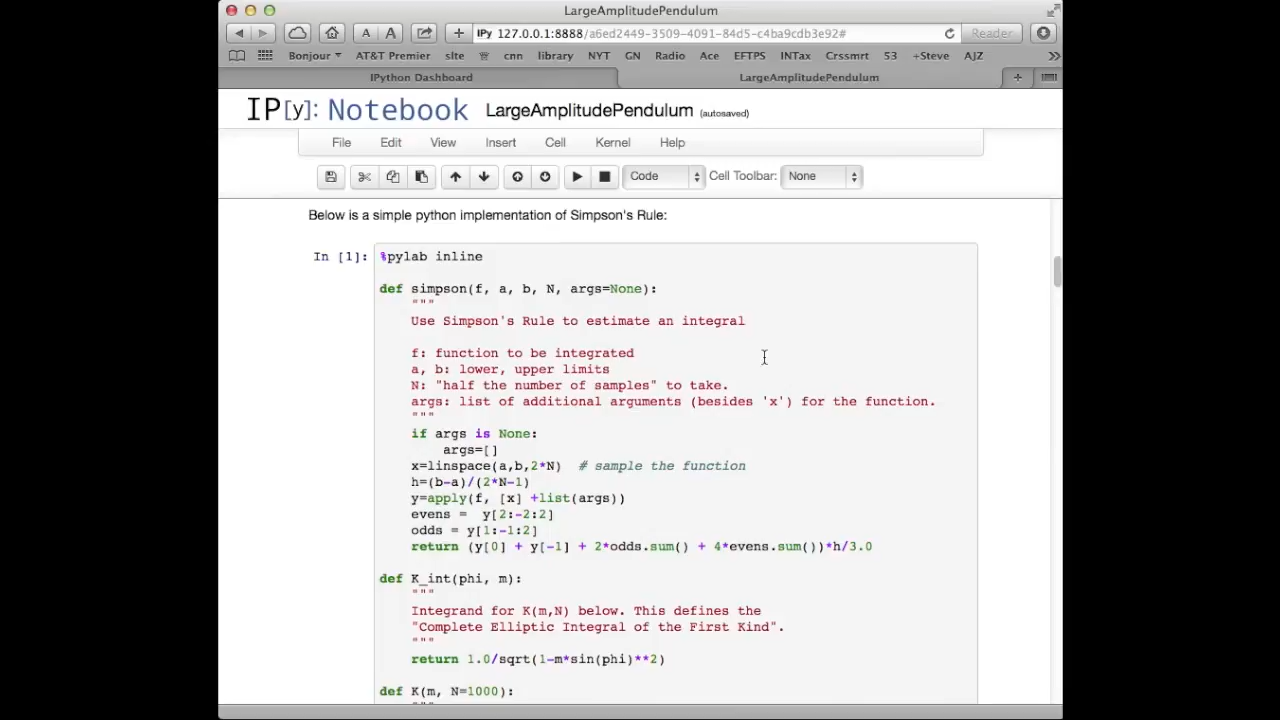 LargeAmplitudePendulum
A A + IPy 127.0.0.1:8888/a6ed2449-3509-4091-84d5-c4ba9cdb3e92# Reader
Bonjour AT&T Premier site cnn library NYT GN Radio Ace EFTPS INTax Crssmrt 53 +Steve AJZ >>
IPython Dashboard LargeAmplitudePendulum +
IP[y]: Notebook LargeAmplitudePendulum (autosaved)
File Edit View Insert Cell Kernel Help
Code Cell Toolbar: None
Below is a simple python implementation of Simpson's Rule:
In [1]: %pylab inline
def simpson(f, a, b, N, args=None):
"""
Use Simpson's Rule to estimate an integral
f: function to be integrated
a, b: lower, upper limits
N: "half the number of samples" to take.
args: list of additional arguments (besides 'x') for the function.
"""
if args is None:
args=[]
x=linspace(a,b,2*N)  # sample the function
h=(b-a)/(2*N-1)
y=apply(f, [x] +list(args))
evens =  y[2:-2:2]
odds = y[1:-1:2]
return (y[0] + y[-1] + 2*odds.sum() + 4*evens.sum())*h/3.0
def K_int(phi, m):
"""
Integrand for K(m,N) below. This defines the
"Complete Elliptic Integral of the First Kind".
"""
return 1.0/sqrt(1-m*sin(phi)**2)
def K(m, N=1000):
"""